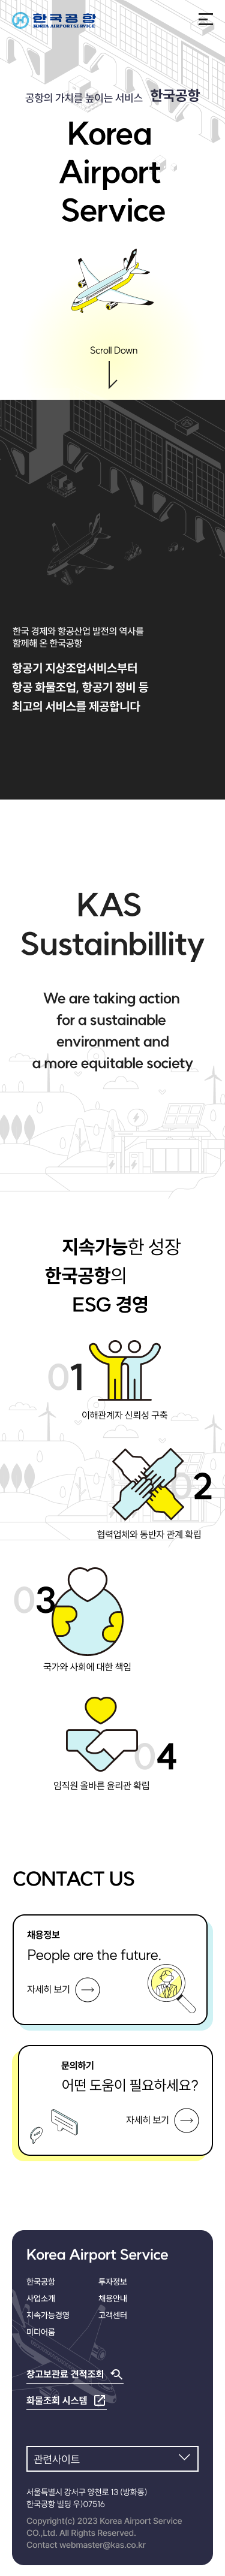 한국공항
KOREA AIRPORT SERVICE
공항의 가치를 높이는 서비스 한국공항
Korea
Airport
Service
Scroll Down
한국 경제와 항공산업 발전의 역사를
함께해 온 한국공항
항공기 지상조업서비스부터
항공 화물조업, 항공기 정비 등
최고의 서비스를 제공합니다
KAS
Sustainbillity
We are taking action
for a sustainable
environment and
a more equitable society
지속가능한 성장
한국공항의
ESG 경영
01
이해관계자 신뢰성 구축
02
협력업체와 동반자 관계 확립
03
국가와 사회에 대한 책임
04
임직원 올바른 윤리관 확립
CONTACT US
채용정보
People are the future.
자세히 보기
문의하기
어떤 도움이 필요하세요?
자세히 보기
Korea Airport Service
한국공항 투자정보
사업소개 채용안내
지속가능경영 고객센터
미디어룸
창고보관료 견적조회
화물조회 시스템
관련사이트
서울특별시 강서구 양천로 13 (방화동)
한국공항 빌딩 우)07516
Copyright(c) 2023 Korea Airport Service
CO.,Ltd. All Rights Reserved.
Contact webmaster@kas.co.kr